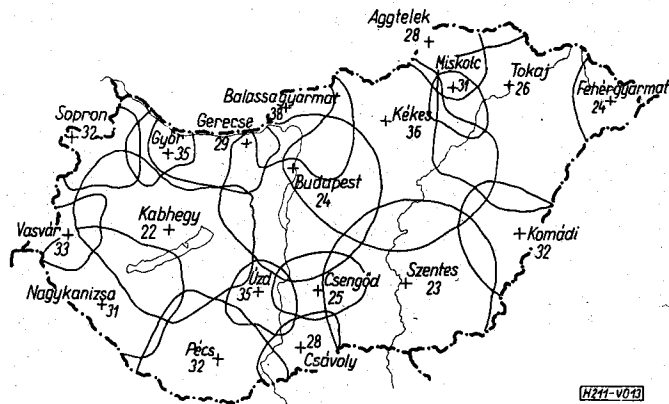 Aggtelek
28
Miskolc
31
Tokaj
26
Fehérgyarmat
24
Balassagyarmat
38
Kékes
36
Sopron
32
Győr
35
Gerecse
29
Budapest
24
Vasvár
33
Kabhegy
22
Komádi
32
Nagykanizsa
31
Úzd
35
Csengőd
25
Szentes
23
Pécs
32
28
Csávoly
H211-V013